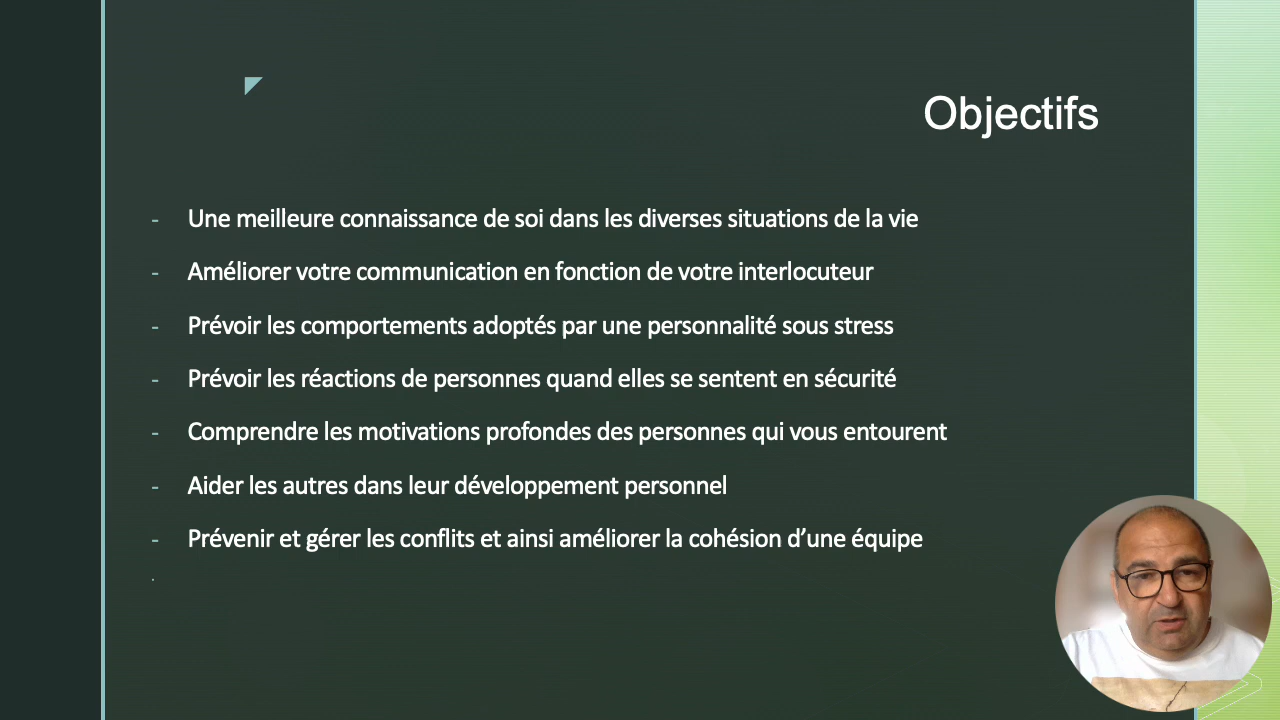 Objectifs
- Une meilleure connaissance de soi dans les diverses situations de la vie
- Améliorer votre communication en fonction de votre interlocuteur
- Prévoir les comportements adoptés par une personnalité sous stress
- Prévoir les réactions de personnes quand elles se sentent en sécurité
- Comprendre les motivations profondes des personnes qui vous entourent
- Aider les autres dans leur développement personnel
- Prévenir et gérer les conflits et ainsi améliorer la cohésion d’une équipe
.